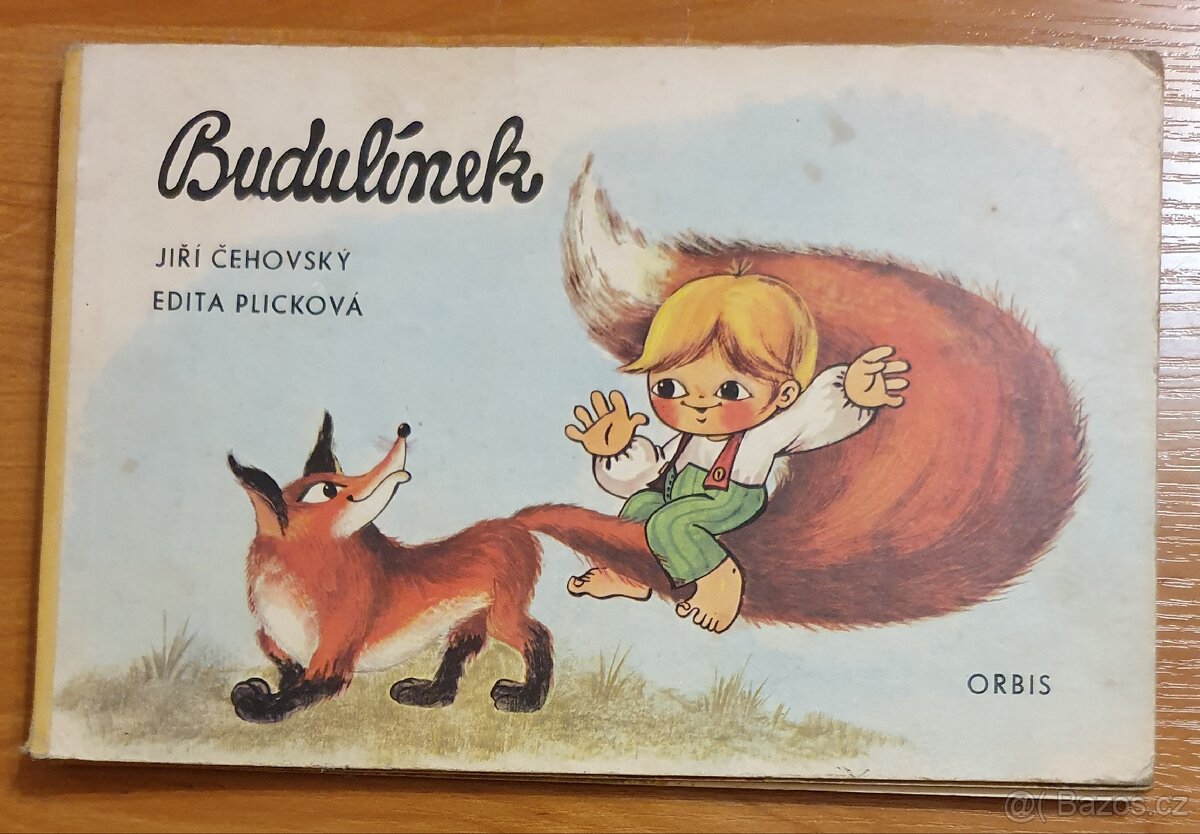 Budulínek
JIŘÍ ČEHOVSKÝ
EDITA PLICKOVÁ
ORBIS
@( Bazos.cz